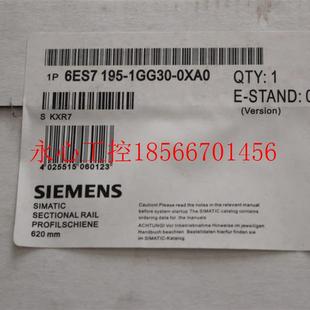 1P 6ES7 195-1GG30-0XA0
QTY: 1
S KXR7
E-STAND: 0
(Version)
永心工控18566701456
4 025515 060123
SIEMENS
SIMATIC
SECTIONAL RAIL
PROFILSCHIENE
620 mm
Caution! Please read the notes in the relevant manual
before system startup. The SIMATIC catalog contains
ordering data for the manuals
ACHTUNG! Vor Inbetriebnahme Hinweise im jeweiligen
Handbuch beachten. Bestelldaten hierfür finden Sie
im SIMATIC-Katalog